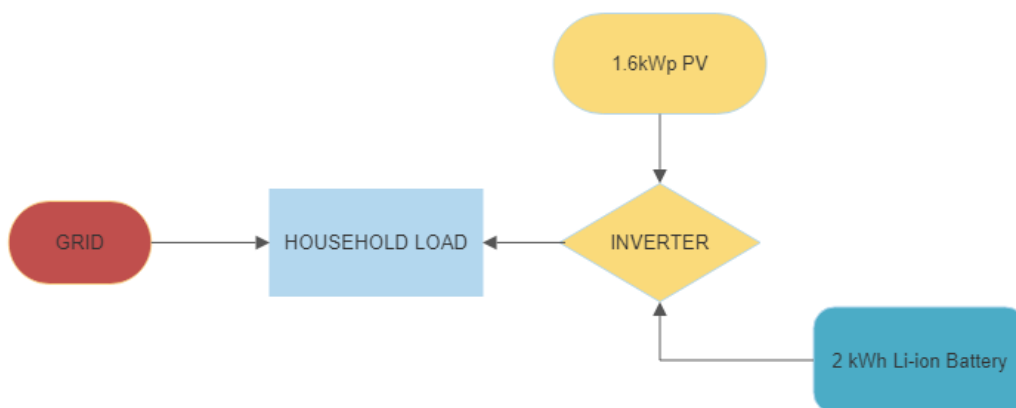 1.6kWp PV
GRID
HOUSEHOLD LOAD
INVERTER
2 kWh Li-ion Battery